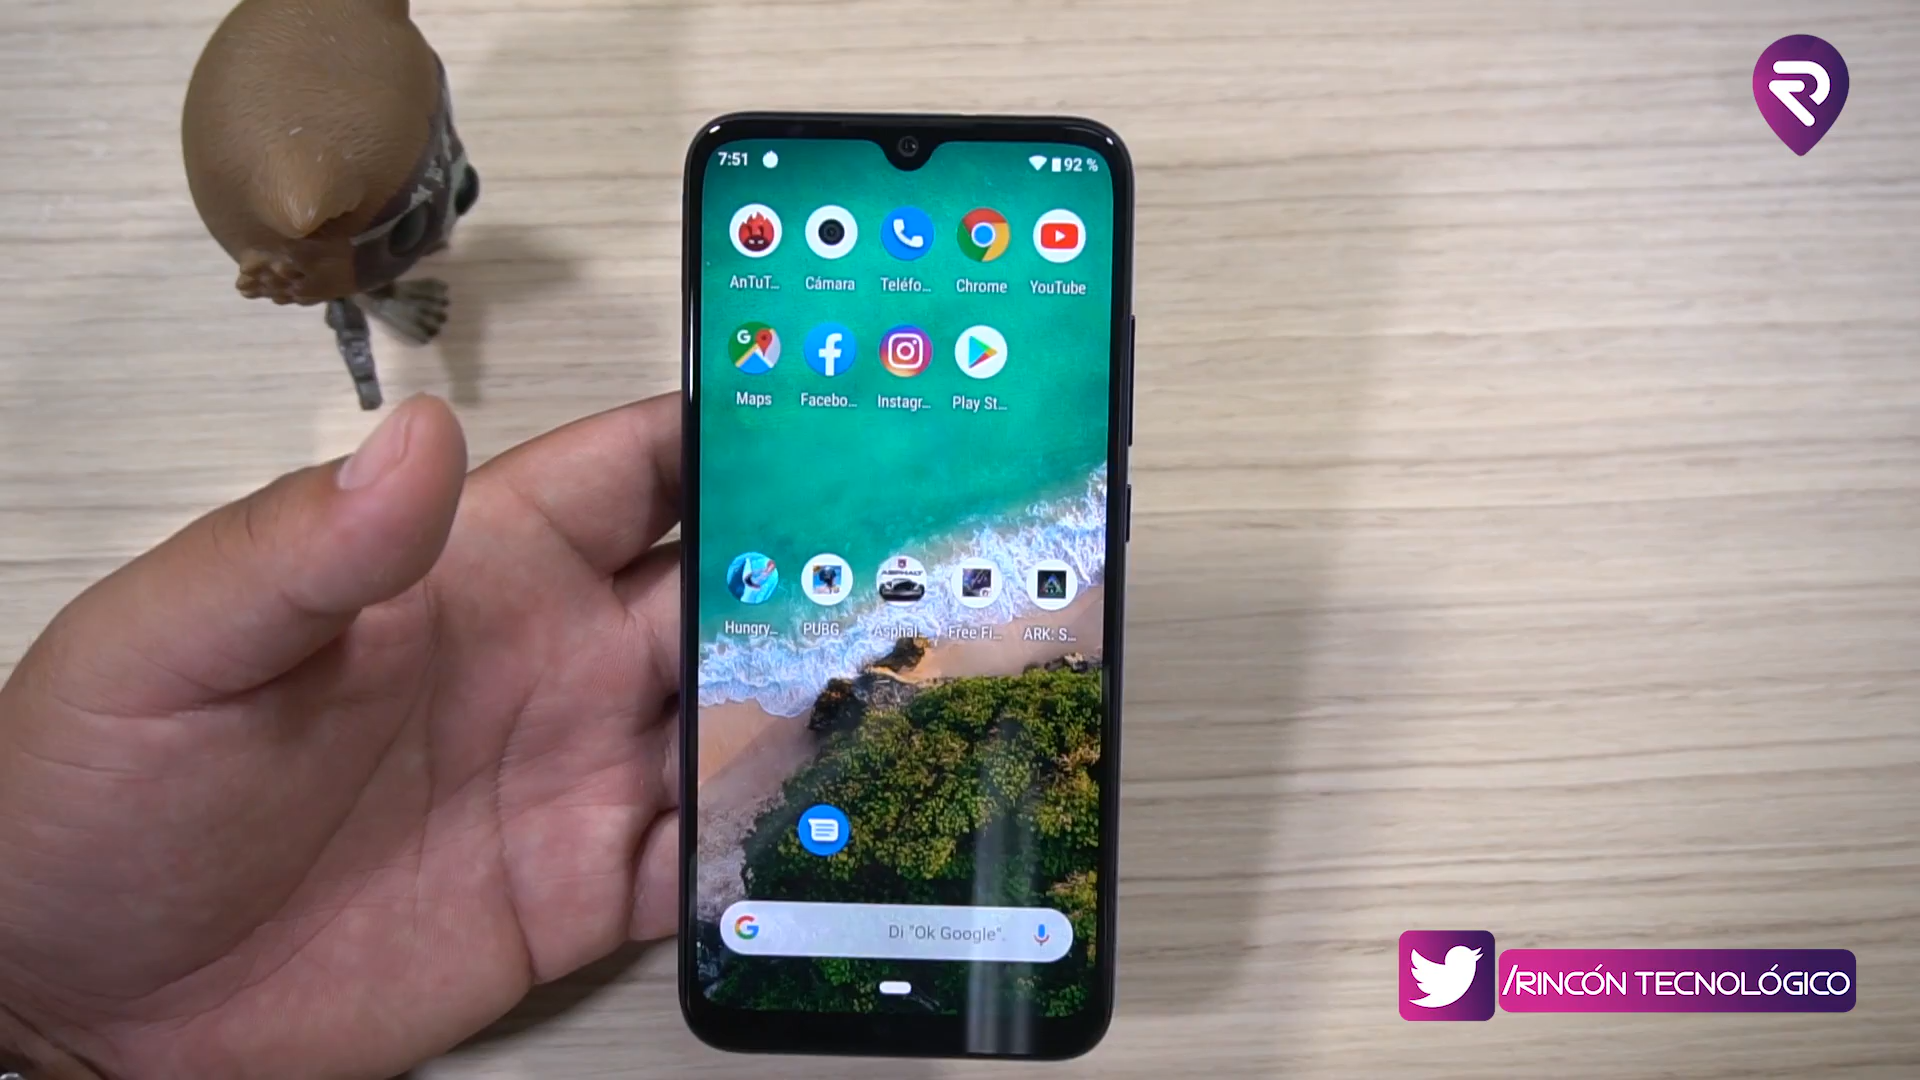 7:51
92 %
AnTuT...
Cámara
Teléfo...
Chrome
YouTube
Maps
Facebo...
Instagr...
Play St...
ASPHALT
Hungry...
PUBG
Asphal...
Free Fi...
ARK: S...
Di "Ok Google".
/RINCÓN TECNOLÓGICO